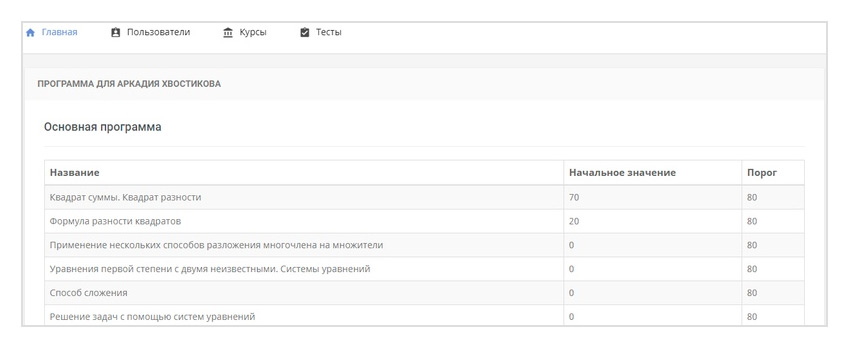 Главная Пользователи Курсы Тесты
ПРОГРАММА ДЛЯ АРКАДИЯ ХВОСТИКОВА
Основная программа
Название Начальное значение Порог
Квадрат суммы. Квадрат разности 70 80
Формула разности квадратов 20 80
Применение нескольких способов разложения многочлена на множители 0 80
Уравнения первой степени с двумя неизвестными. Системы уравнений 0 80
Способ сложения 0 80
Решение задач с помощью систем уравнений 0 80